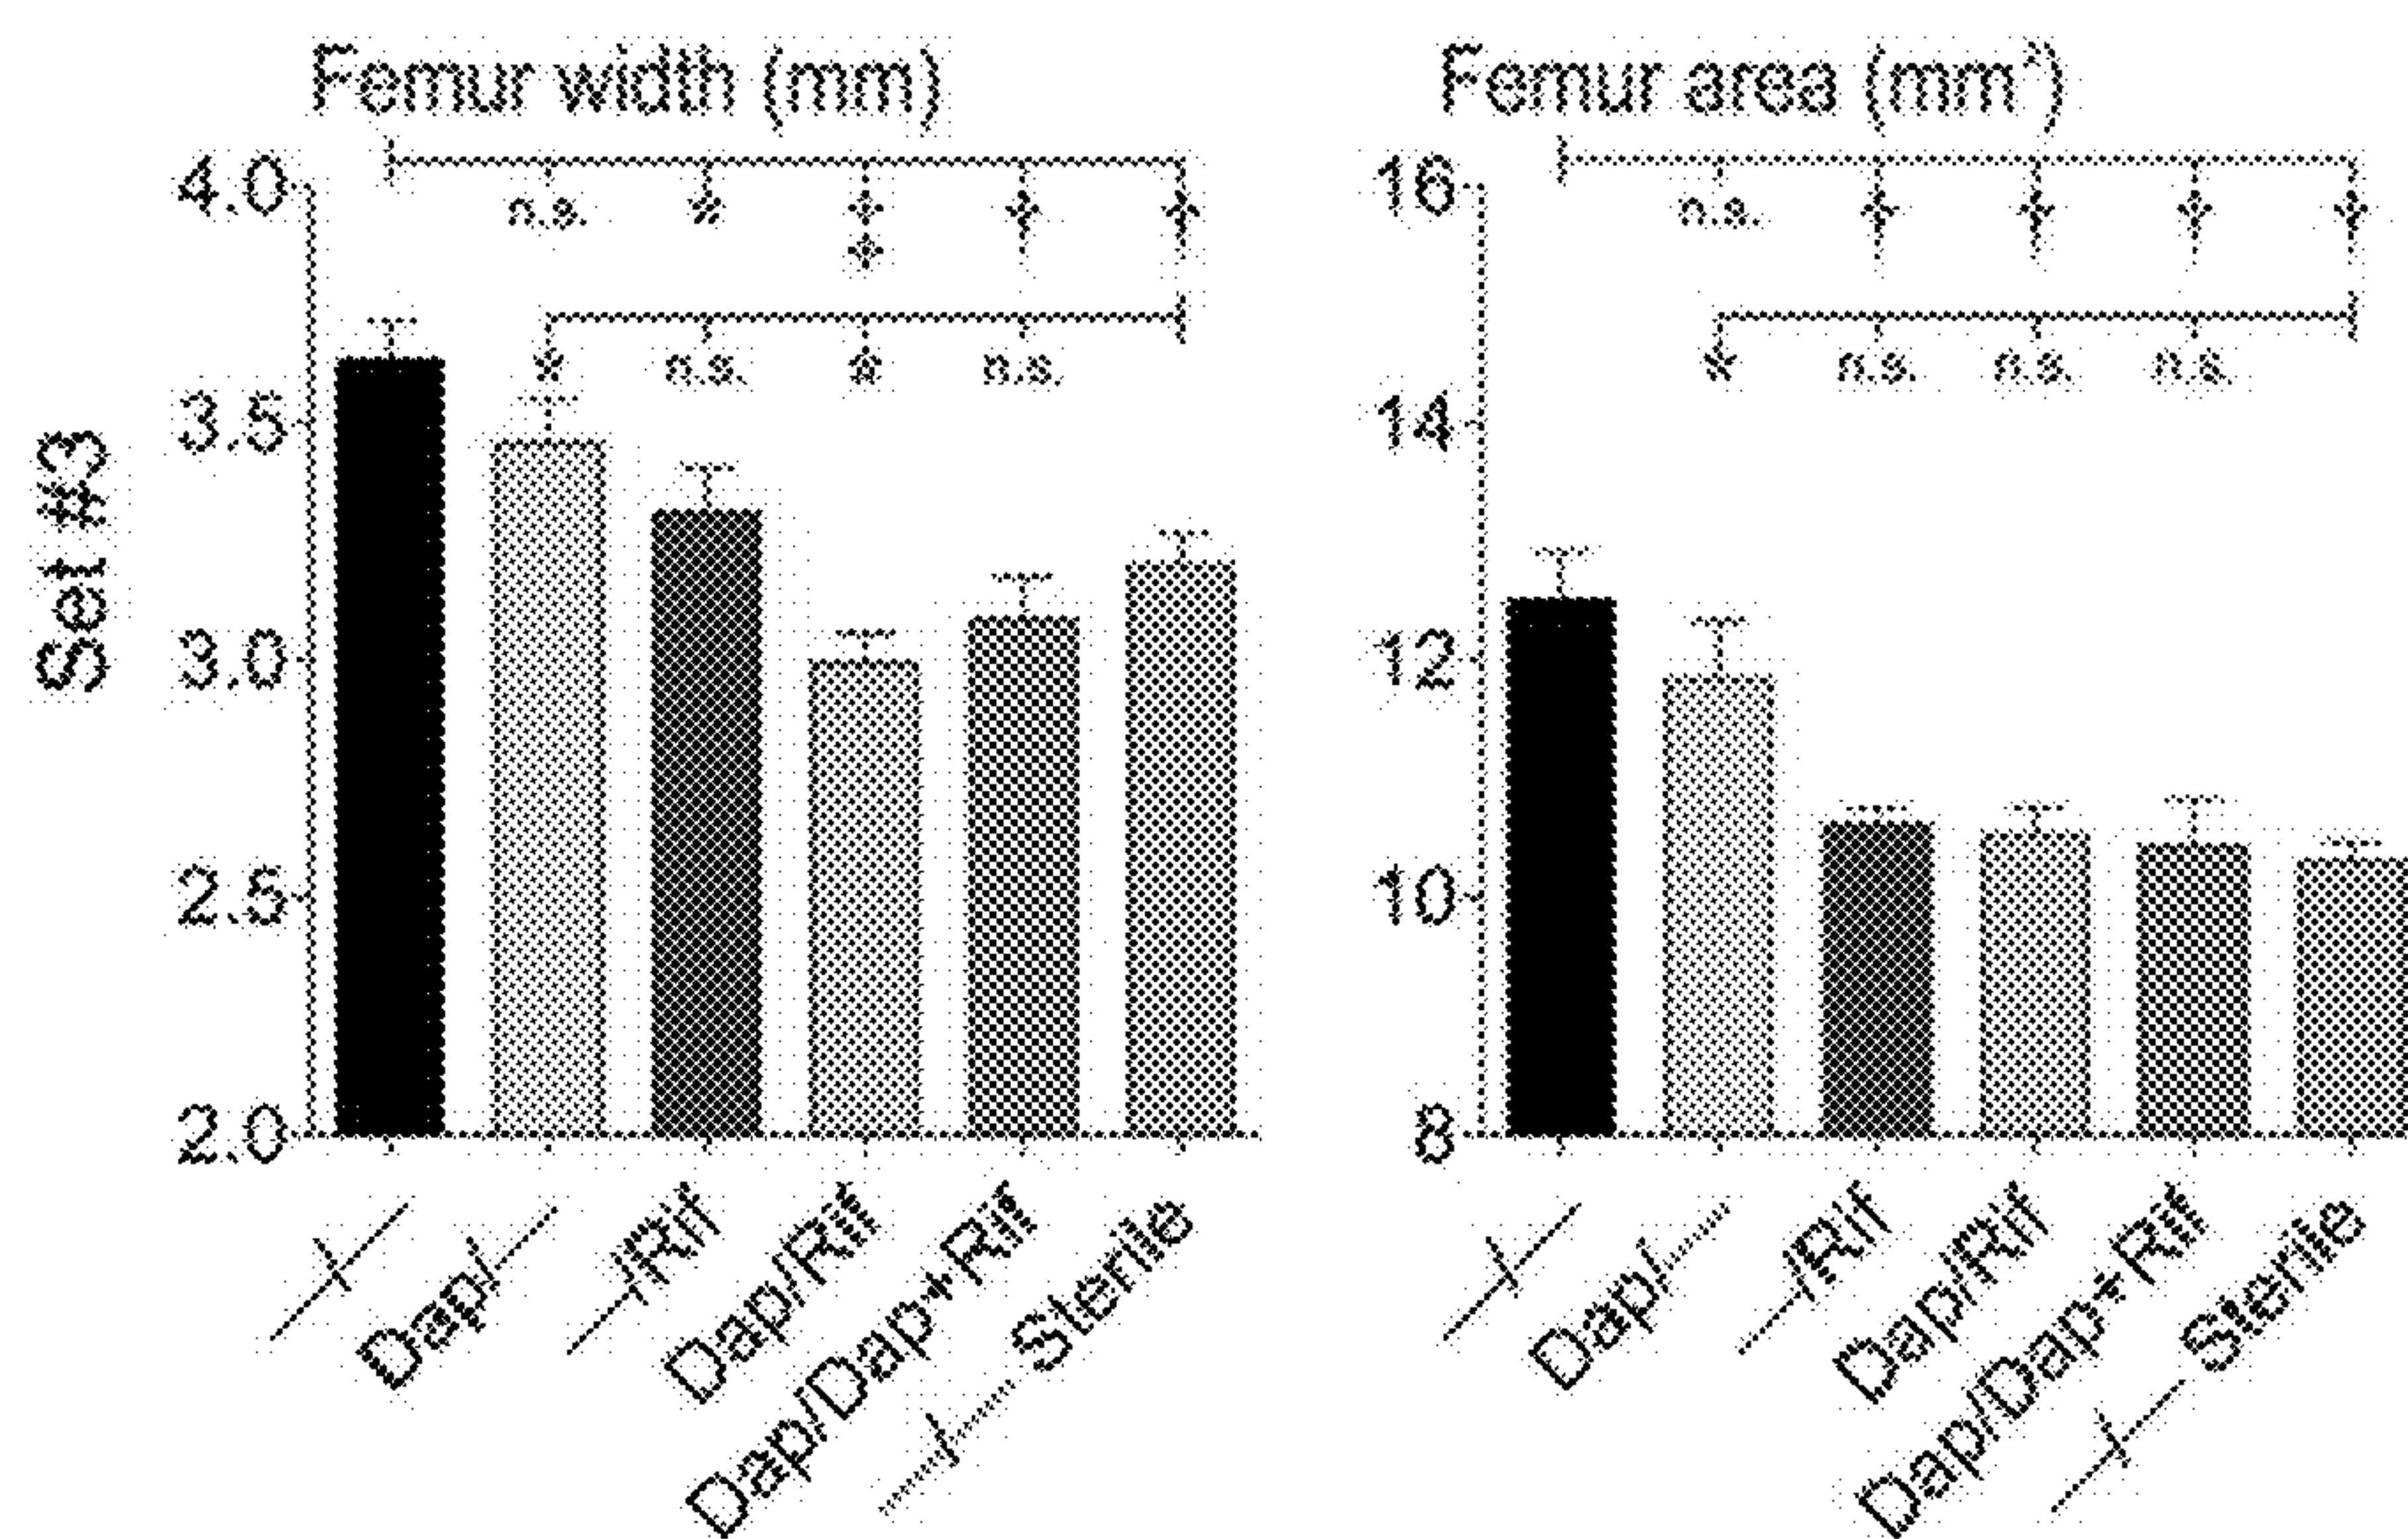 Femur width (mm)
4.0
3.5
3.0
2.5
2.0
Set #3
n.s. * ‡ † †
*
* n.s. * n.s.
–/–
Dap/–
–/Rif
Dap/Rif
Dap/Dap+Rif
–/– Sterile
Femur area (mm²)
16
14
12
10
8
n.s. † † † †
* n.s. n.s. n.s.
–/–
Dap/–
–/Rif
Dap/Rif
Dap/Dap+Rif
–/– Sterile